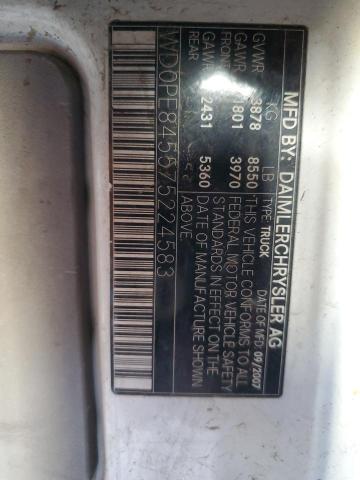 MFD BY: DAIMLERCHRYSLER AG
KG LB TYPE: TRUCK DATE OF MFD: 09/2007
GVWR 3878 8550 THIS VEHICLE CONFORMS TO ALL
GAWR FRONT 1801 3970 FEDERAL MOTOR VEHICLE SAFETY STANDARDS IN EFFECT ON THE
GAWR REAR 2431 5360 DATE OF MANUFACTURE SHOWN ABOVE
WD0PE845675224583